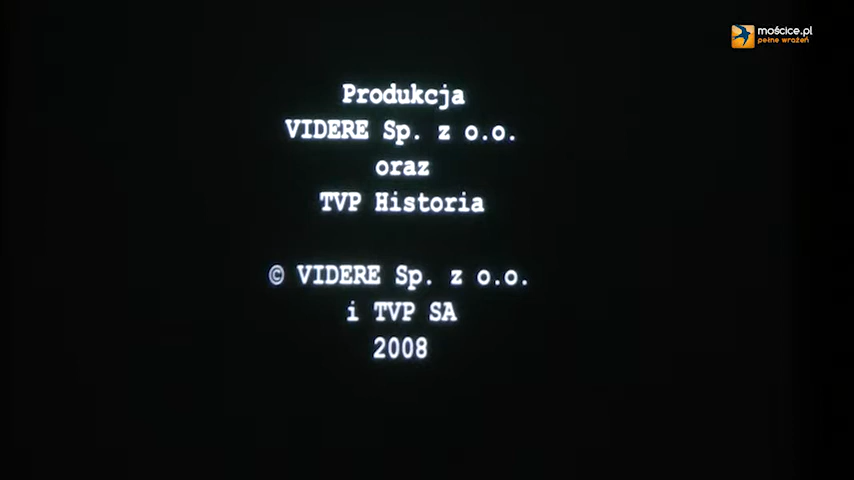 mościce.pl
pełne wrażeń
Produkcja
VIDERE Sp. z o.o.
oraz
TVP Historia
© VIDERE Sp. z o.o.
i TVP SA
2008